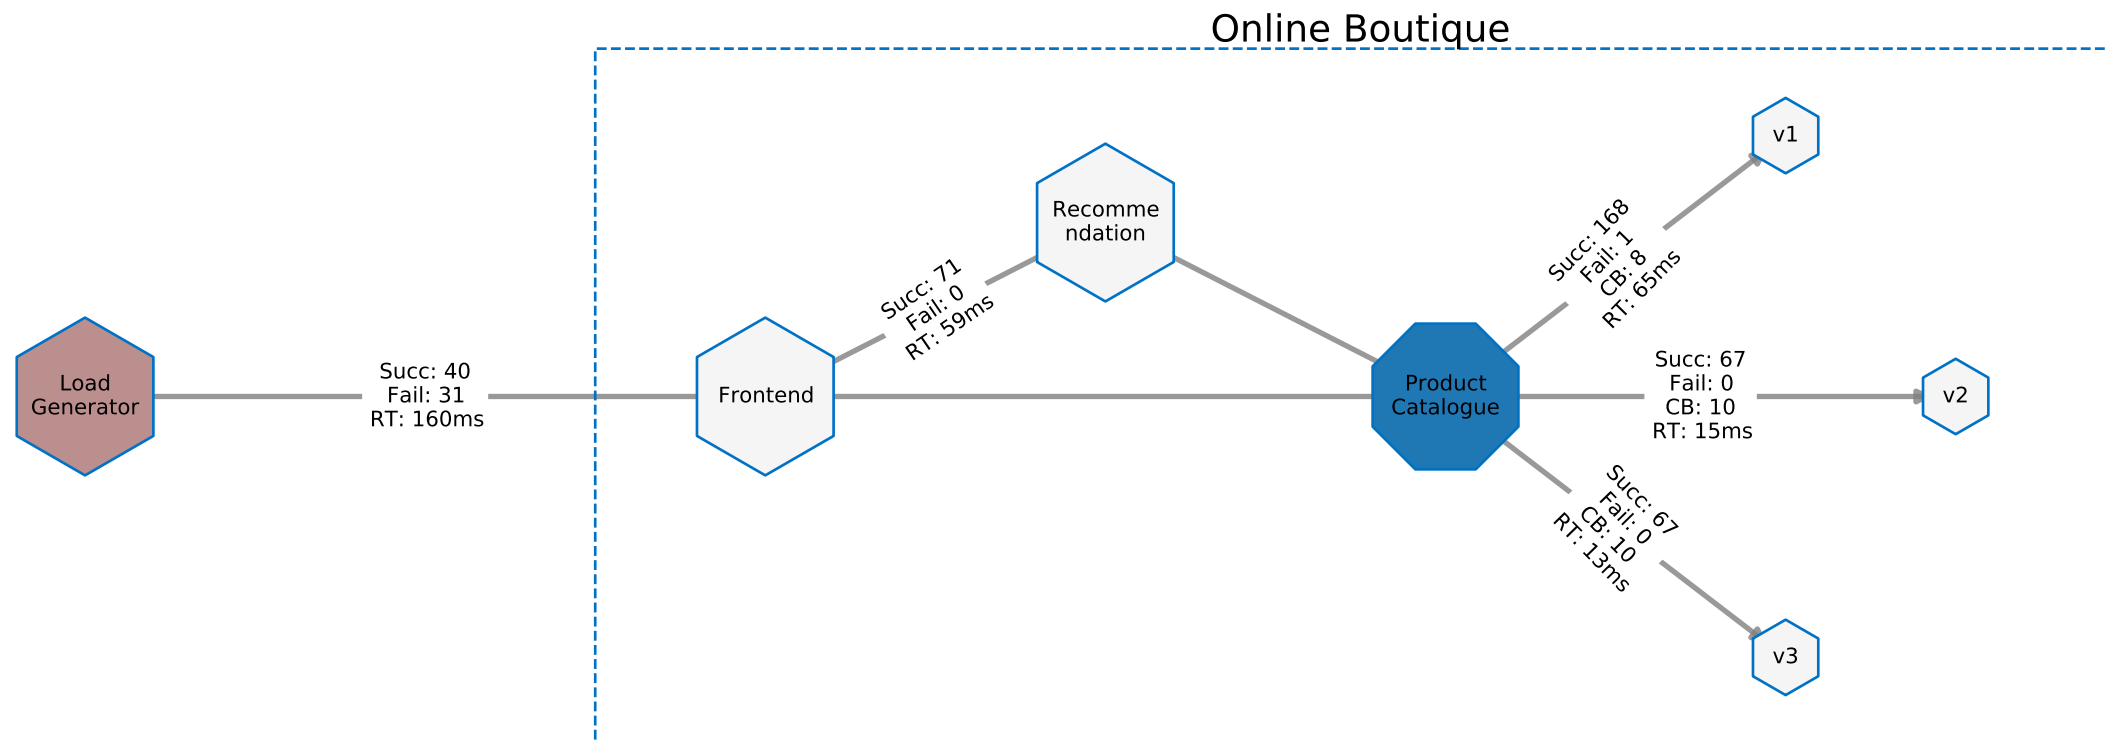 Online Boutique
v1
Recomme
ndation
Succ: 168
Fail: 1
CB: 8
RT: 65ms
Succ: 71
Fail: 0
RT: 59ms
Load
Generator
Succ: 40
Fail: 31
RT: 160ms
Frontend
Product
Catalogue
Succ: 67
Fail: 0
CB: 10
RT: 15ms
v2
Succ: 67
Fail: 0
CB: 10
RT: 13ms
v3